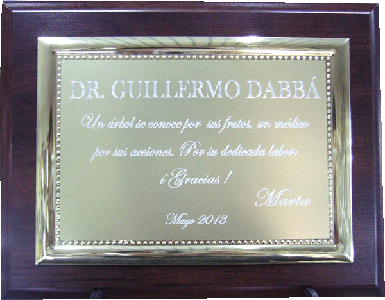 DR. GUILLERMO DABBÁ
Un árbol se conoce por sus frutos, un médico
por sus acciones. Por su dedicada labor:
¡ Gracias !
Marta
Mayo 2013